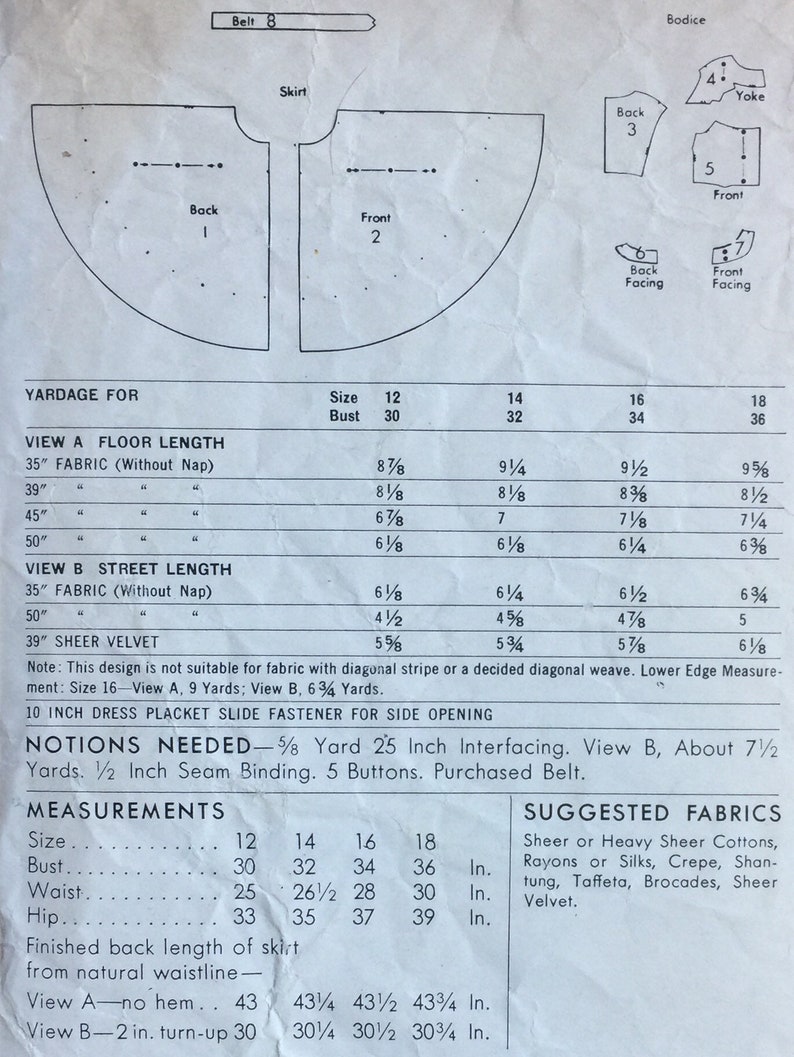 Belt 8
Bodice
Skirt
4
Yoke
Back
3
5
Front
Back
1
Front
2
6
Back
Facing
7
Front
Facing
YARDAGE FOR Size 12 14 16 18
Bust 30 32 34 36
VIEW A FLOOR LENGTH
35" FABRIC (Without Nap) 8⅞ 9¼ 9½ 9⅝
39" " " " 8⅛ 8⅛ 8⅜ 8½
45" " " " 6⅞ 7 7⅛ 7¼
50" " " " 6⅛ 6⅛ 6¼ 6⅜
VIEW B STREET LENGTH
35" FABRIC (Without Nap) 6⅛ 6¼ 6½ 6¾
50" " " " 4½ 4⅝ 4⅞ 5
39" SHEER VELVET 5⅝ 5¾ 5⅞ 6⅛
Note: This design is not suitable for fabric with diagonal stripe or a decided diagonal weave. Lower Edge Measure-
ment: Size 16—View A, 9 Yards; View B, 6¾ Yards.
10 INCH DRESS PLACKET SLIDE FASTENER FOR SIDE OPENING
NOTIONS NEEDED—⅝ Yard 25 Inch Interfacing. View B, About 7½
Yards. ½ Inch Seam Binding. 5 Buttons. Purchased Belt.
MEASUREMENTS
Size............ 12 14 16 18
Bust............ 30 32 34 36 In.
Waist........... 25 26½ 28 30 In.
Hip............. 33 35 37 39 In.
Finished back length of skirt
from natural waistline—
View A—no hem .. 43 43¼ 43½ 43¾ In.
View B—2 in. turn-up 30 30¼ 30½ 30¾ In.
SUGGESTED FABRICS
Sheer or Heavy Sheer Cottons,
Rayons or Silks, Crepe, Shan-
tung, Taffeta, Brocades, Sheer
Velvet.